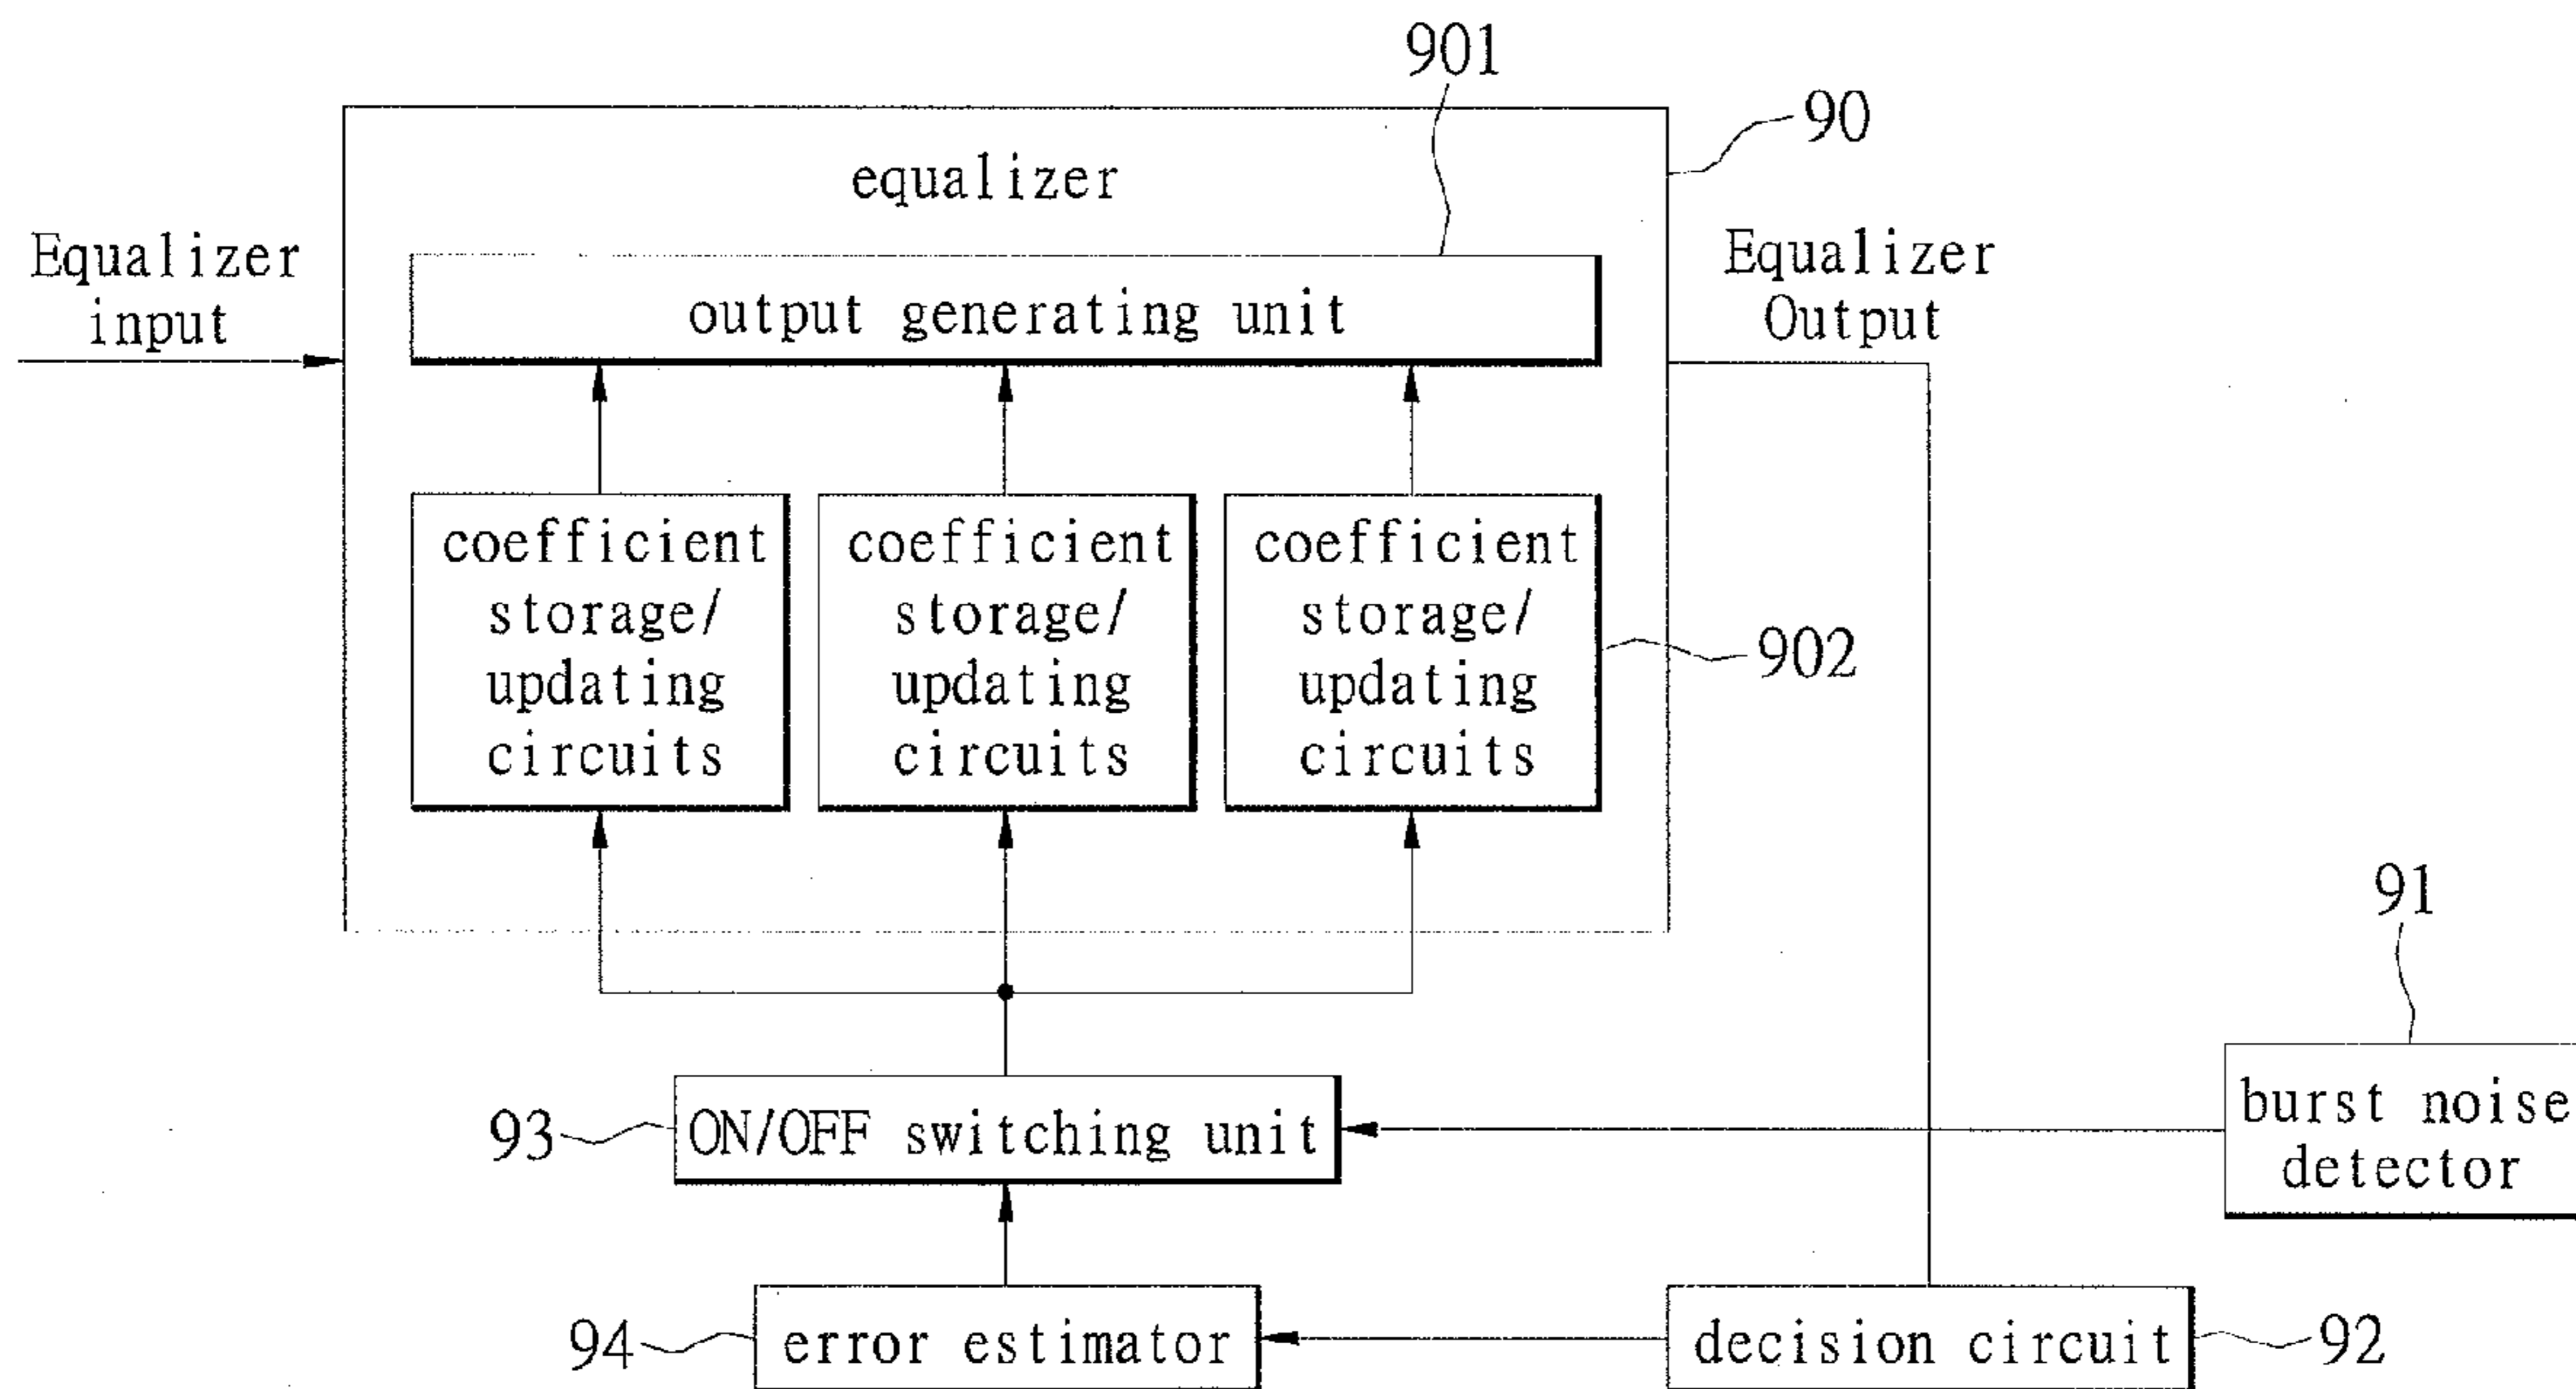 901
90
equalizer
Equalizer
input
output generating unit
Equalizer
Output
coefficient
storage/
updating
circuits
coefficient
storage/
updating
circuits
coefficient
storage/
updating
circuits
902
91
93
ON/OFF switching unit
burst noise
detector
94
error estimator
decision circuit
92